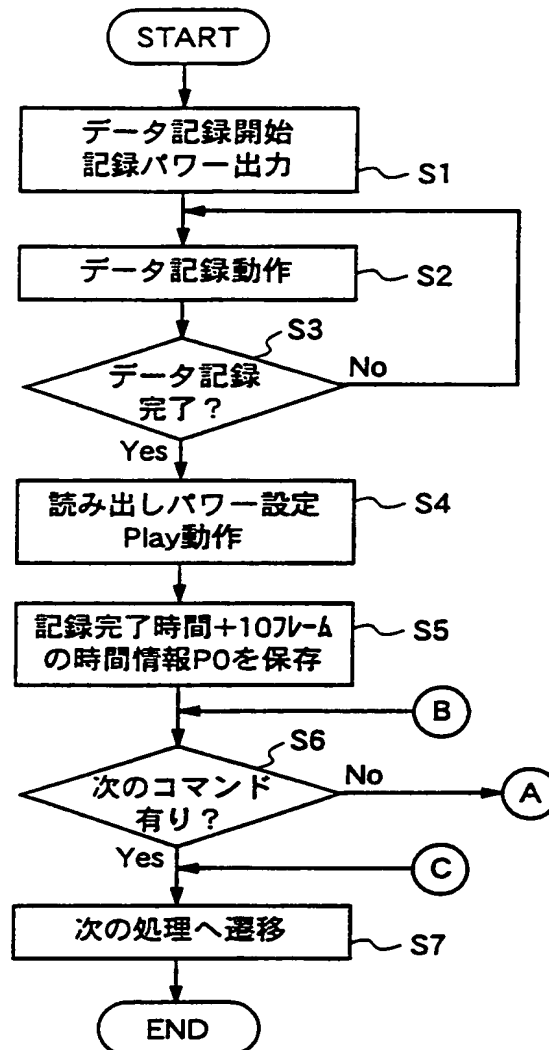 START
データ記録開始
記録パワー出力
S1
データ記録動作
S2
S3
データ記録
完了？
No
Yes
読み出しパワー設定
Play動作
S4
記録完了時間+10フレーム
の時間情報P0を保存
S5
B
S6
次のコマンド
有り？
No
A
Yes
C
次の処理へ遷移
S7
END